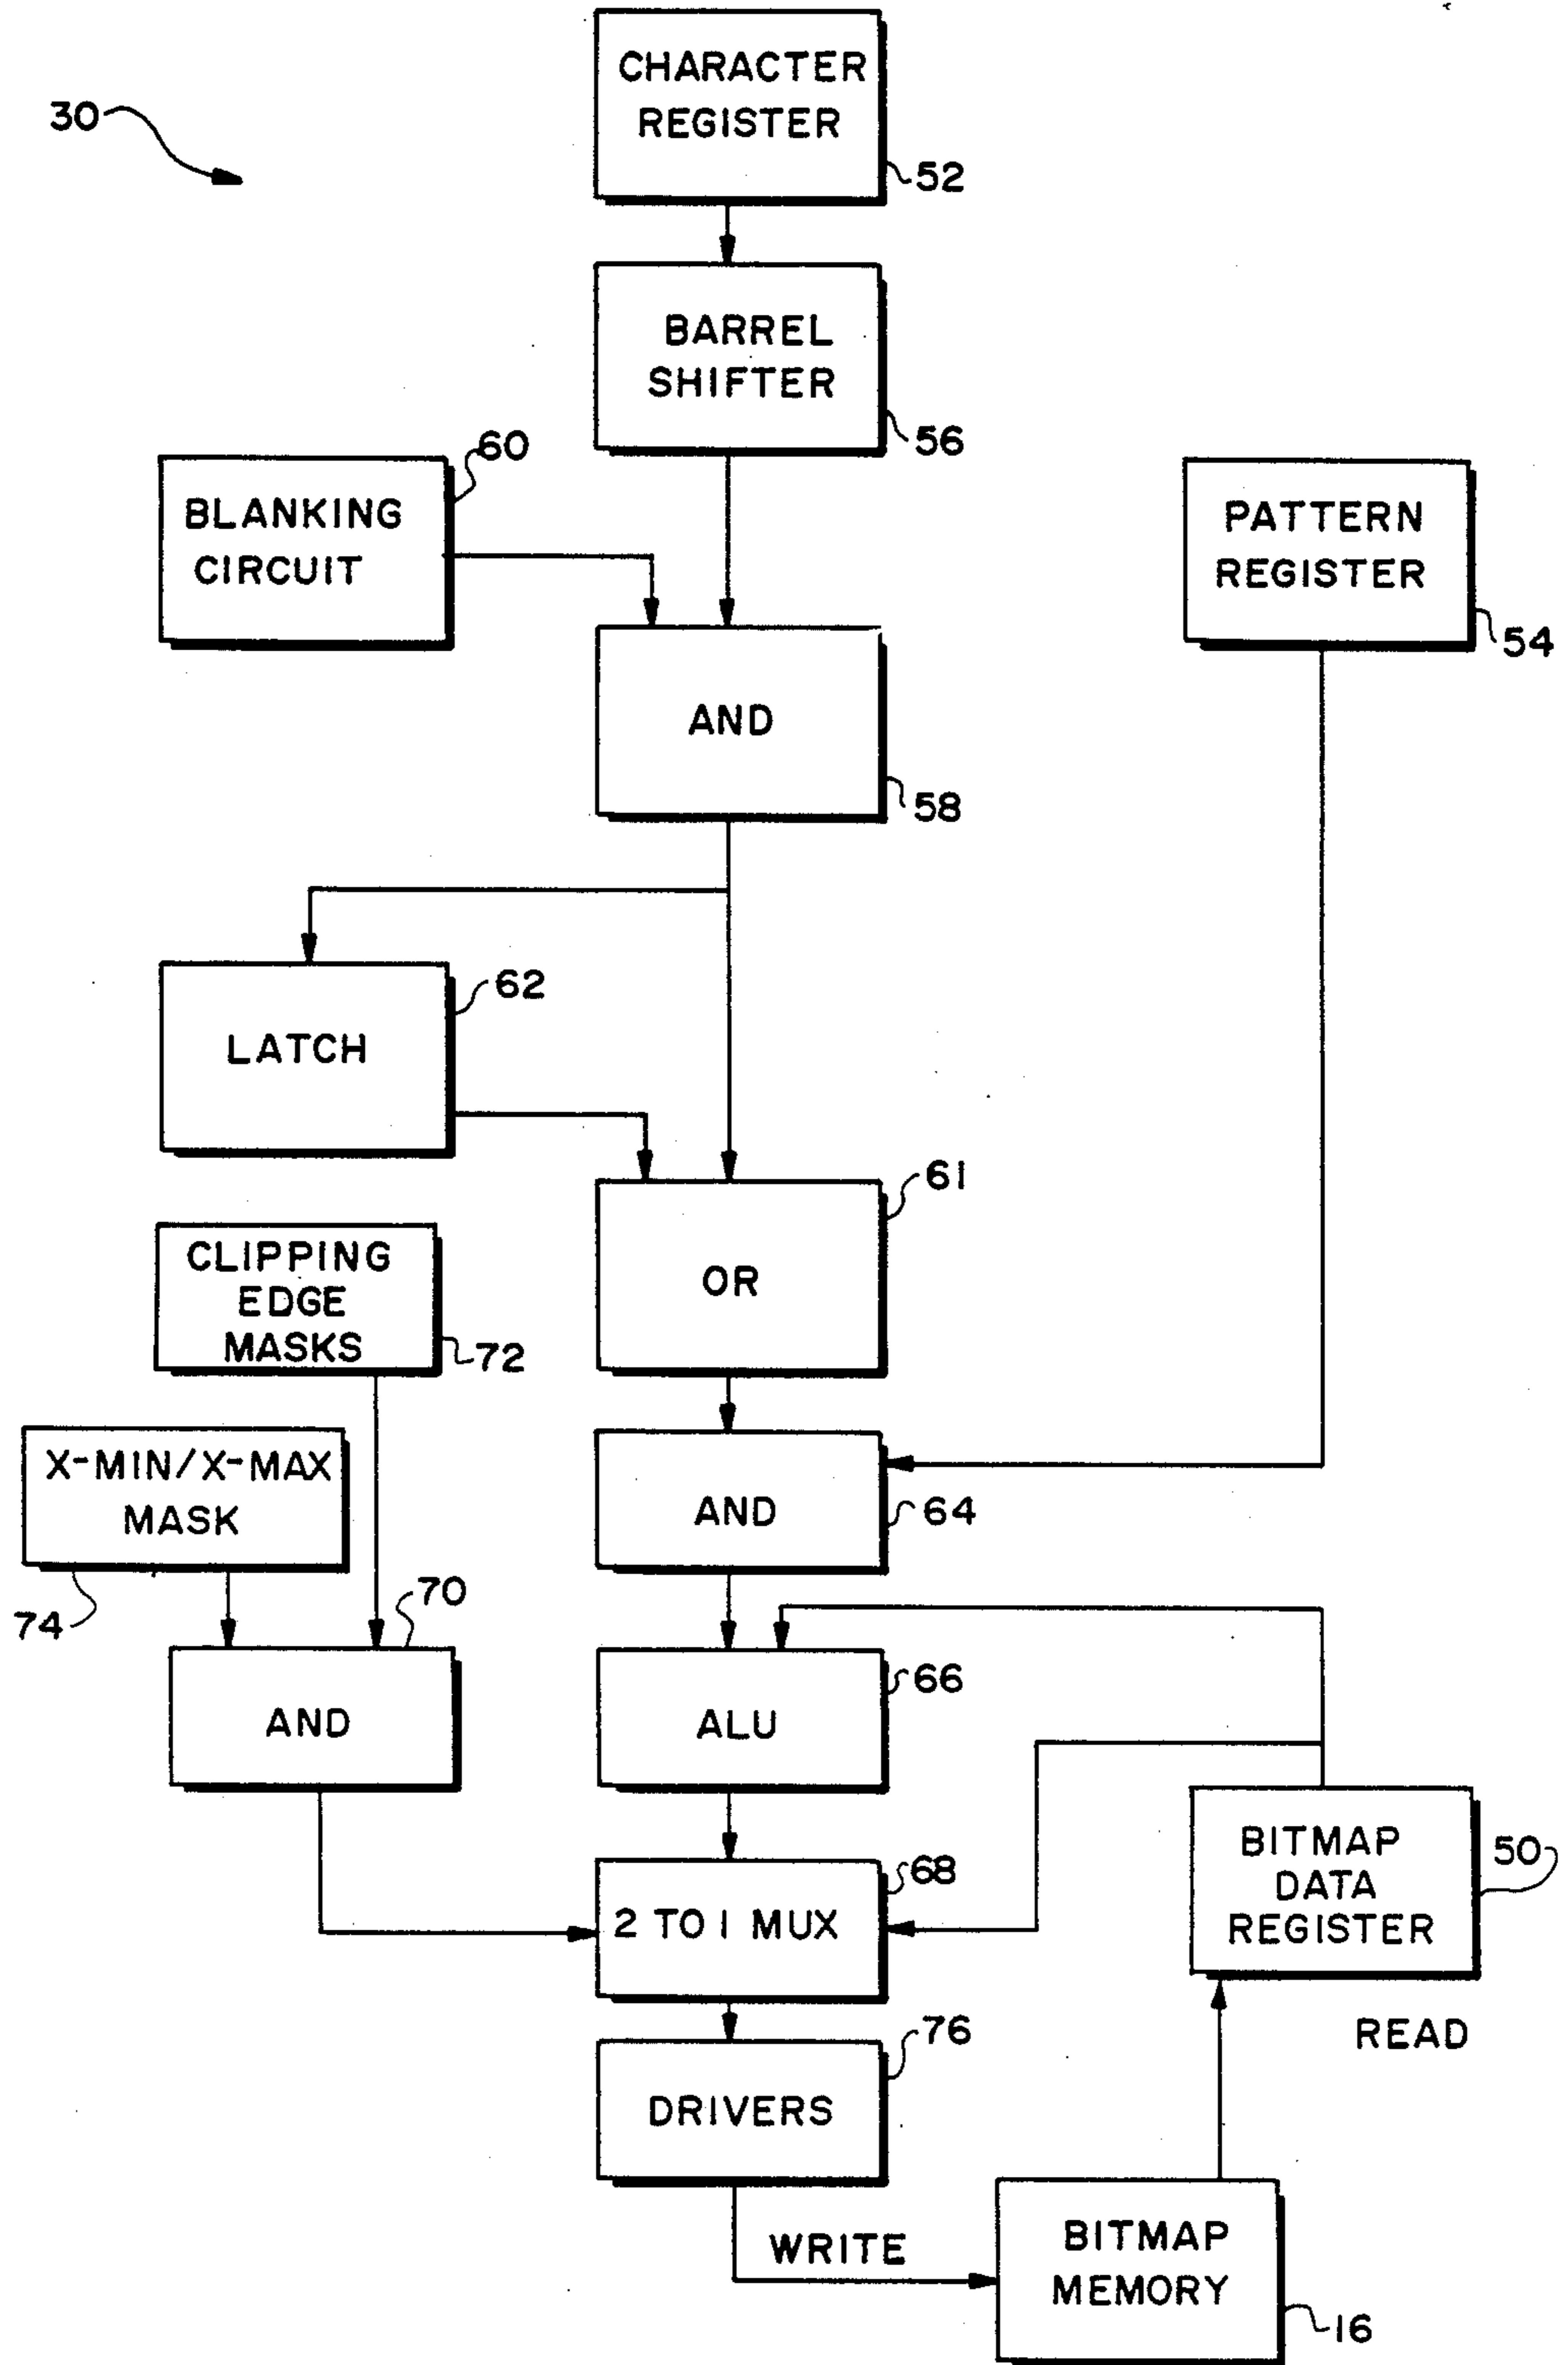 CHARACTER
REGISTER
30
52
BARREL
SHIFTER
56
60
BLANKING
CIRCUIT
PATTERN
REGISTER
54
AND
58
62
LATCH
61
CLIPPING
EDGE
MASKS
72
OR
X-MIN/X-MAX
MASK
74
AND
64
70
AND
66
ALU
68
2 TO 1 MUX
BITMAP
DATA
REGISTER
50
READ
76
DRIVERS
WRITE
BITMAP
MEMORY
16